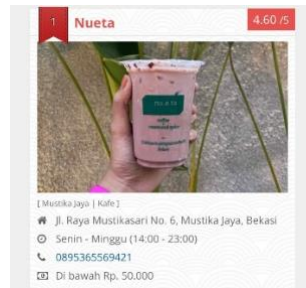 1 Nueta 4.60 /5
[ Mustika Jaya | Kafe ]
Jl. Raya Mustikasari No. 6, Mustika Jaya, Bekasi
Senin - Minggu (14:00 - 23:00)
0895365569421
Di bawah Rp. 50.000